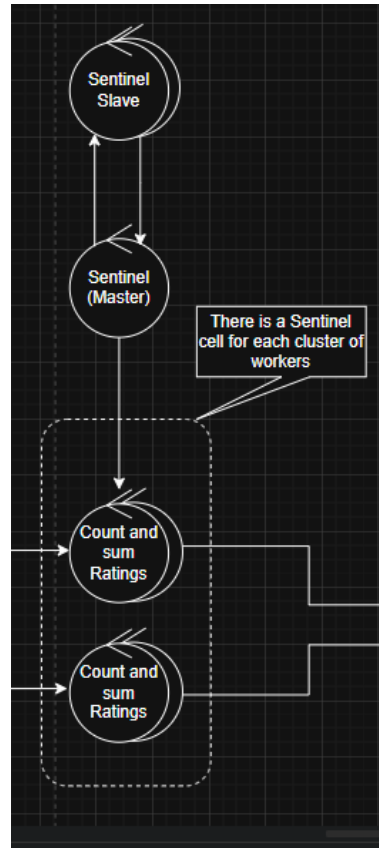 Sentinel
Slave
Sentinel
(Master)
There is a Sentinel
cell for each cluster of
workers
Count and
sum
Ratings
Count and
sum
Ratings